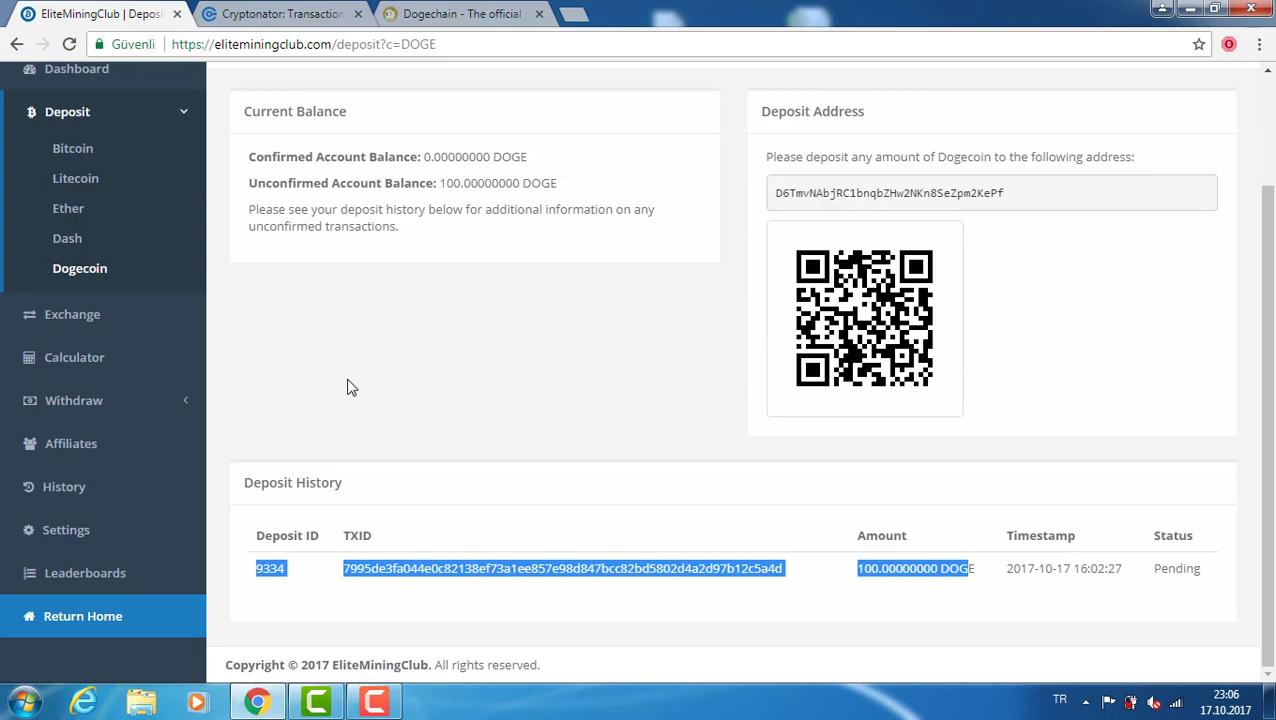 EliteMiningClub | Deposi
Cryptonator: Transaction
Dogechain - The official
Güvenli
https://eliteminingclub.com/deposit?c=DOGE
Dashboard
Deposit
Bitcoin
Litecoin
Ether
Dash
Dogecoin
Exchange
Calculator
Withdraw
Affiliates
History
Settings
Leaderboards
Return Home
Current Balance
Confirmed Account Balance: 0.00000000 DOGE
Unconfirmed Account Balance: 100.00000000 DOGE
Please see your deposit history below for additional information on any
unconfirmed transactions.
Deposit Address
Please deposit any amount of Dogecoin to the following address:
D6TmvNAbjRC1bnqbZHw2NKn8SeZpm2KePf
Deposit History
Deposit ID TXID Amount Timestamp Status
9334 7995de3fa044e0c82138ef73a1ee857e98d847bcc82bd5802d4a2d97b12c5a4d 100.00000000 DOGE 2017-10-17 16:02:27 Pending
Copyright © 2017 EliteMiningClub. All rights reserved.
TR
23:06
17.10.2017